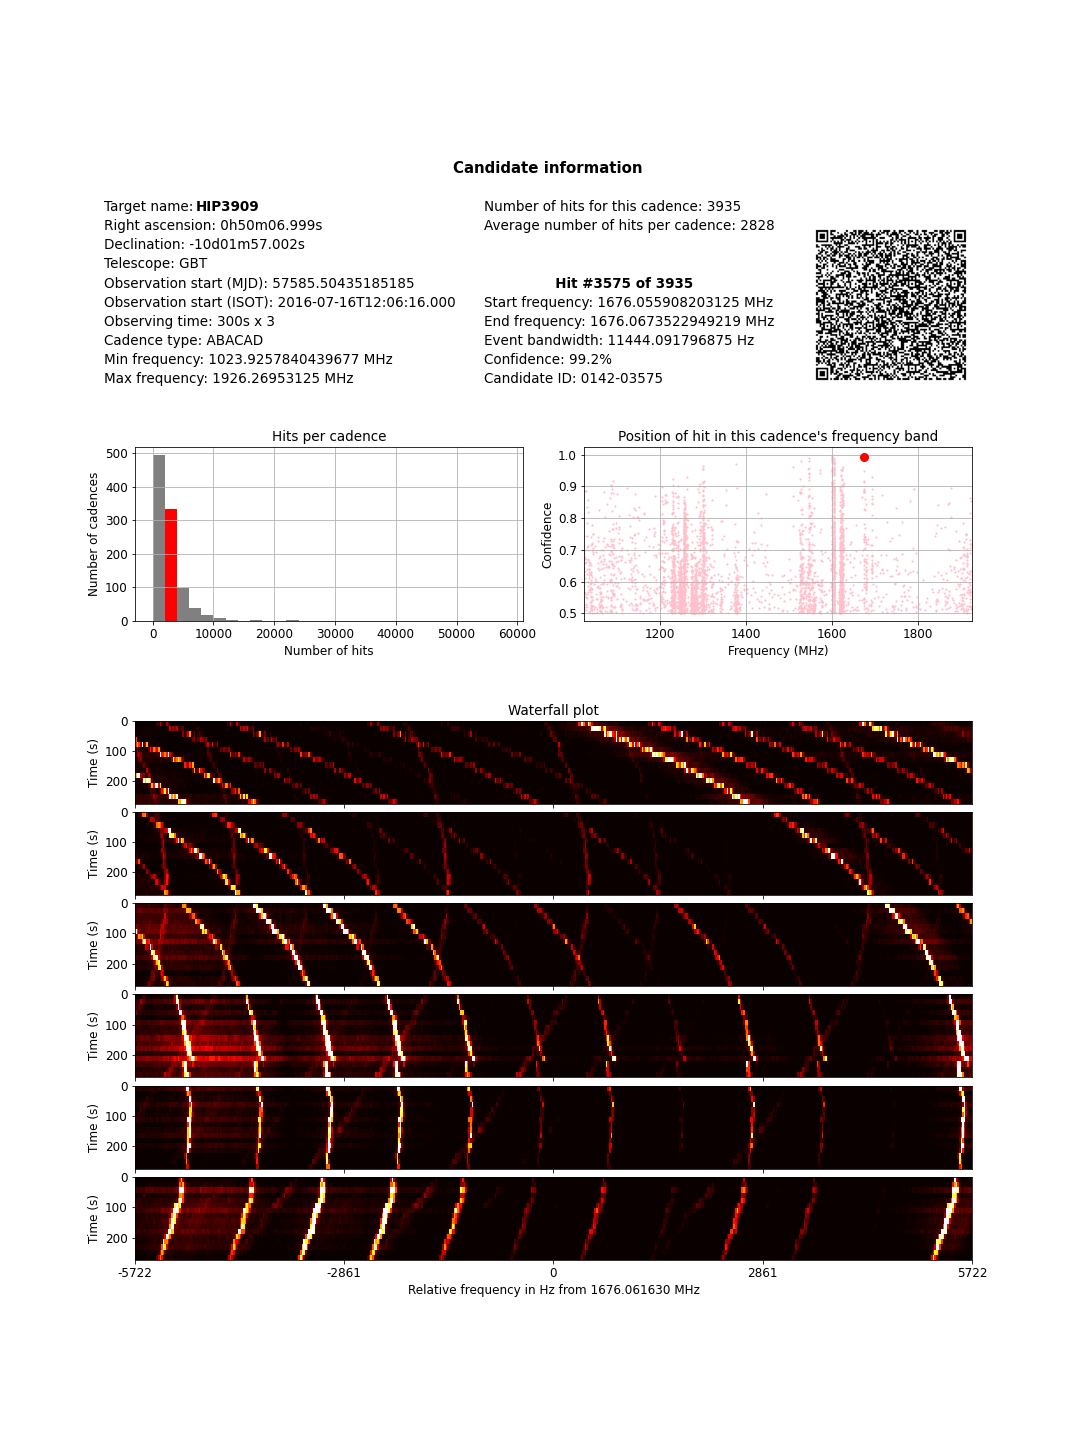 Candidate information
Target name: HIP3909
Right ascension: 0h50m06.999s
Declination: -10d01m57.002s
Telescope: GBT
Observation start (MJD): 57585.50435185185
Observation start (ISOT): 2016-07-16T12:06:16.000
Observing time: 300s x 3
Cadence type: ABACAD
Min frequency: 1023.9257840439677 MHz
Max frequency: 1926.26953125 MHz
Number of hits for this cadence: 3935
Average number of hits per cadence: 2828
Hit #3575 of 3935
Start frequency: 1676.055908203125 MHz
End frequency: 1676.0673522949219 MHz
Event bandwidth: 11444.091796875 Hz
Confidence: 99.2%
Candidate ID: 0142-03575
Hits per cadence
Number of cadences
500
400
300
200
100
0
0 10000 20000 30000 40000 50000 60000
Number of hits
Position of hit in this cadence's frequency band
Confidence
1.0
0.9
0.8
0.7
0.6
0.5
1200 1400 1600 1800
Frequency (MHz)
Waterfall plot
Time (s)
0
100
200
Time (s)
0
100
200
Time (s)
0
100
200
Time (s)
0
100
200
Time (s)
0
100
200
Time (s)
0
100
200
-5722 -2861 0 2861 5722
Relative frequency in Hz from 1676.061630 MHz